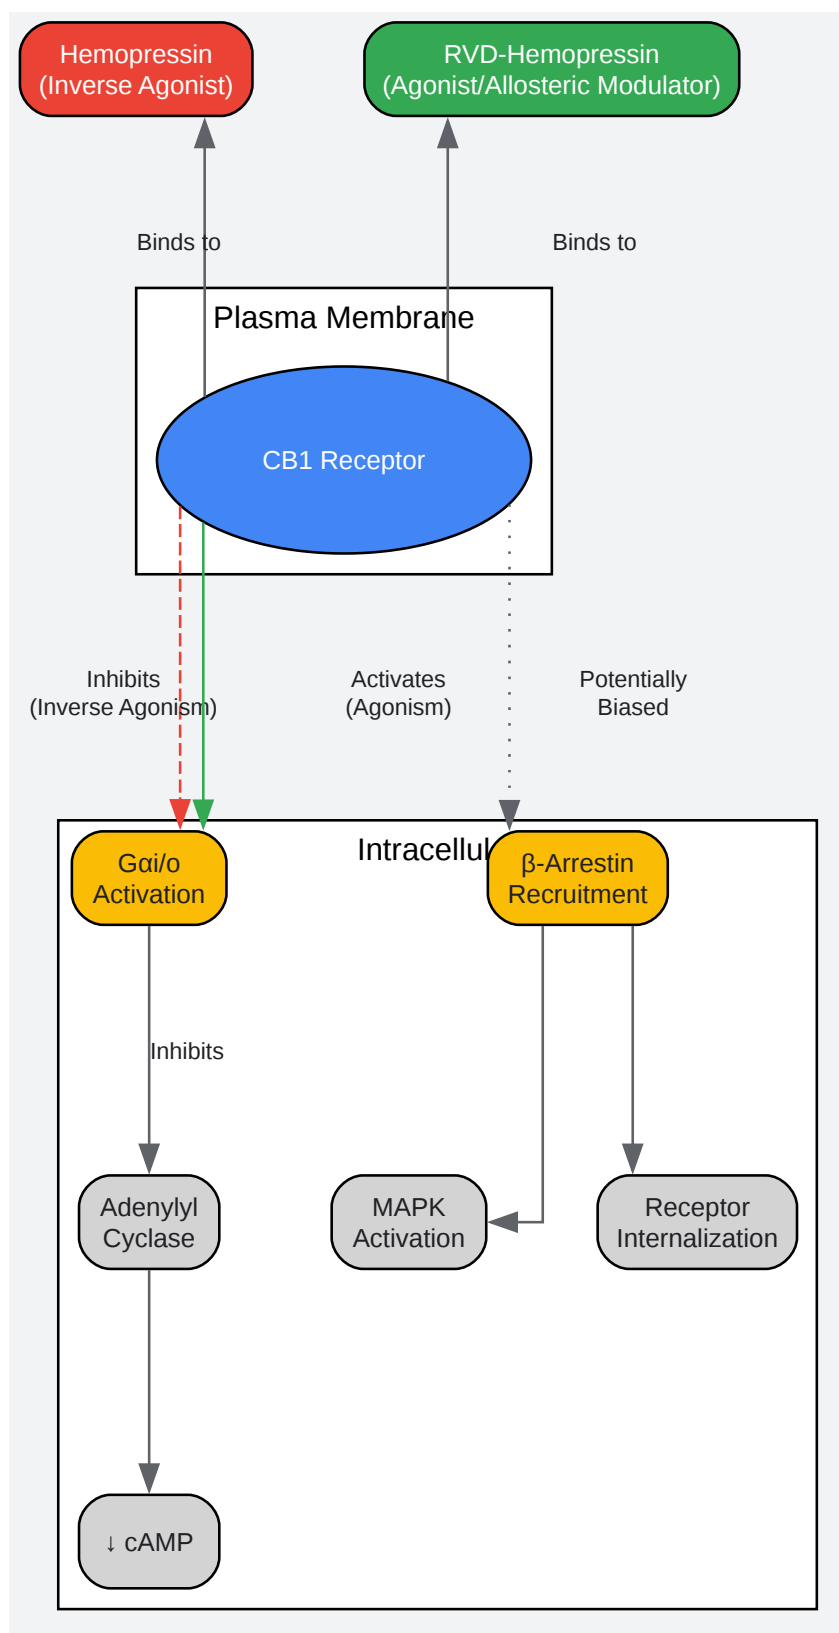 Hemopressin
(Inverse Agonist)
RVD-Hemopressin
(Agonist/Allosteric Modulator)
Binds to
Binds to
Plasma Membrane
CB1 Receptor
Inhibits
(Inverse Agonism)
Activates
(Agonism)
Potentially
Biased
Intracellul
Gαi/o
Activation
β-Arrestin
Recruitment
Inhibits
Adenylyl
Cyclase
MAPK
Activation
Receptor
Internalization
↓ cAMP